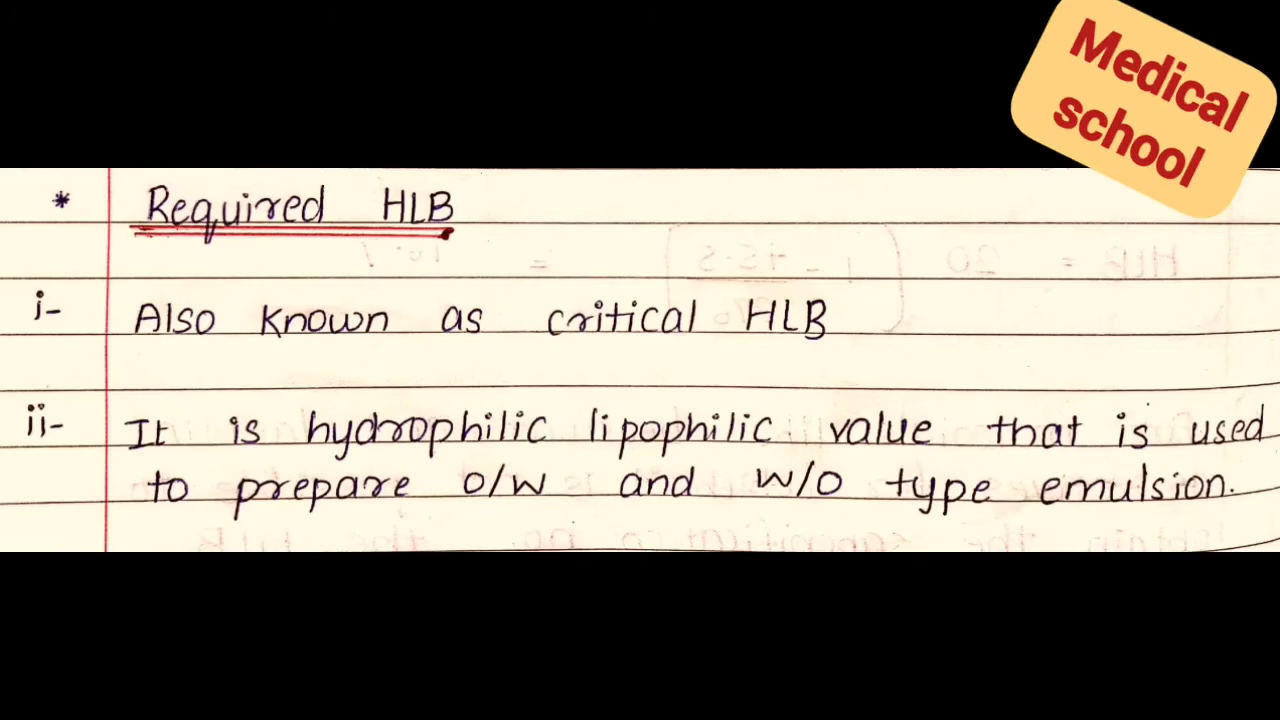 Medical
school
* Required HLB
i- Also known as critical HLB
ii- It is hydrophilic lipophilic value that is used
to prepare o/w and w/o type emulsion.